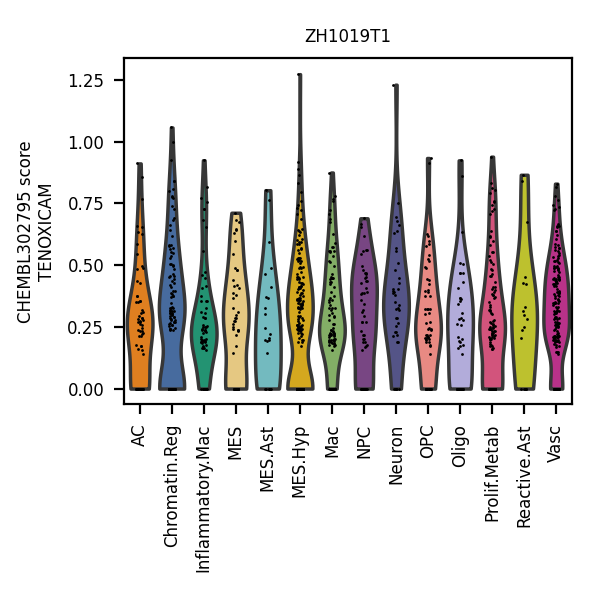 ZH1019T1
CHEMBL302795 score
TENOXICAM
1.25
1.00
0.75
0.50
0.25
0.00
AC
Chromatin.Reg
Inflammatory.Mac
MES
MES.Ast
MES.Hyp
Mac
NPC
Neuron
OPC
Oligo
Prolif.Metab
Reactive.Ast
Vasc